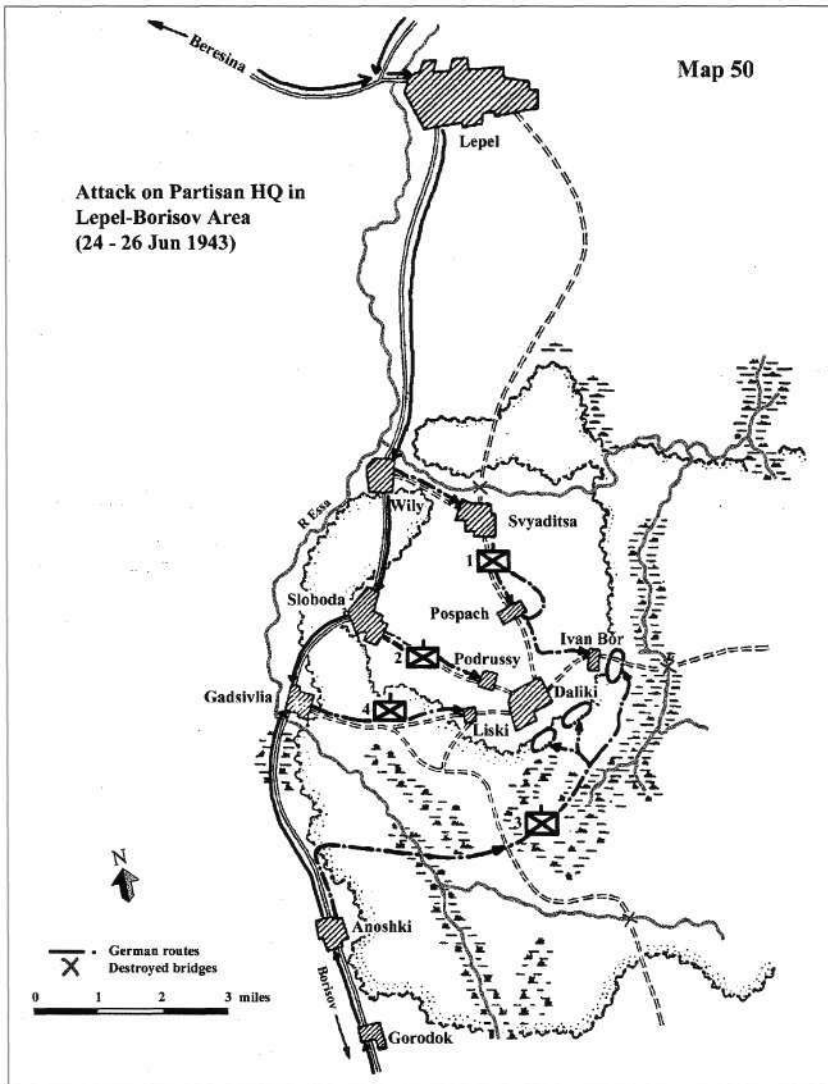 Map 50
Beresina
Lepel
Attack on Partisan HQ in
Lepel-Borisov Area
(24 - 26 Jun 1943)
R Essa
Wily
Svyaditsa
1
Sloboda
Pospach
Ivan Bor
2
Podrussy
Gadsivlia
Daliki
4
Liski
3
N
Anoshki
German routes
Destroyed bridges
0 1 2 3 miles
Borisov
Gorodok